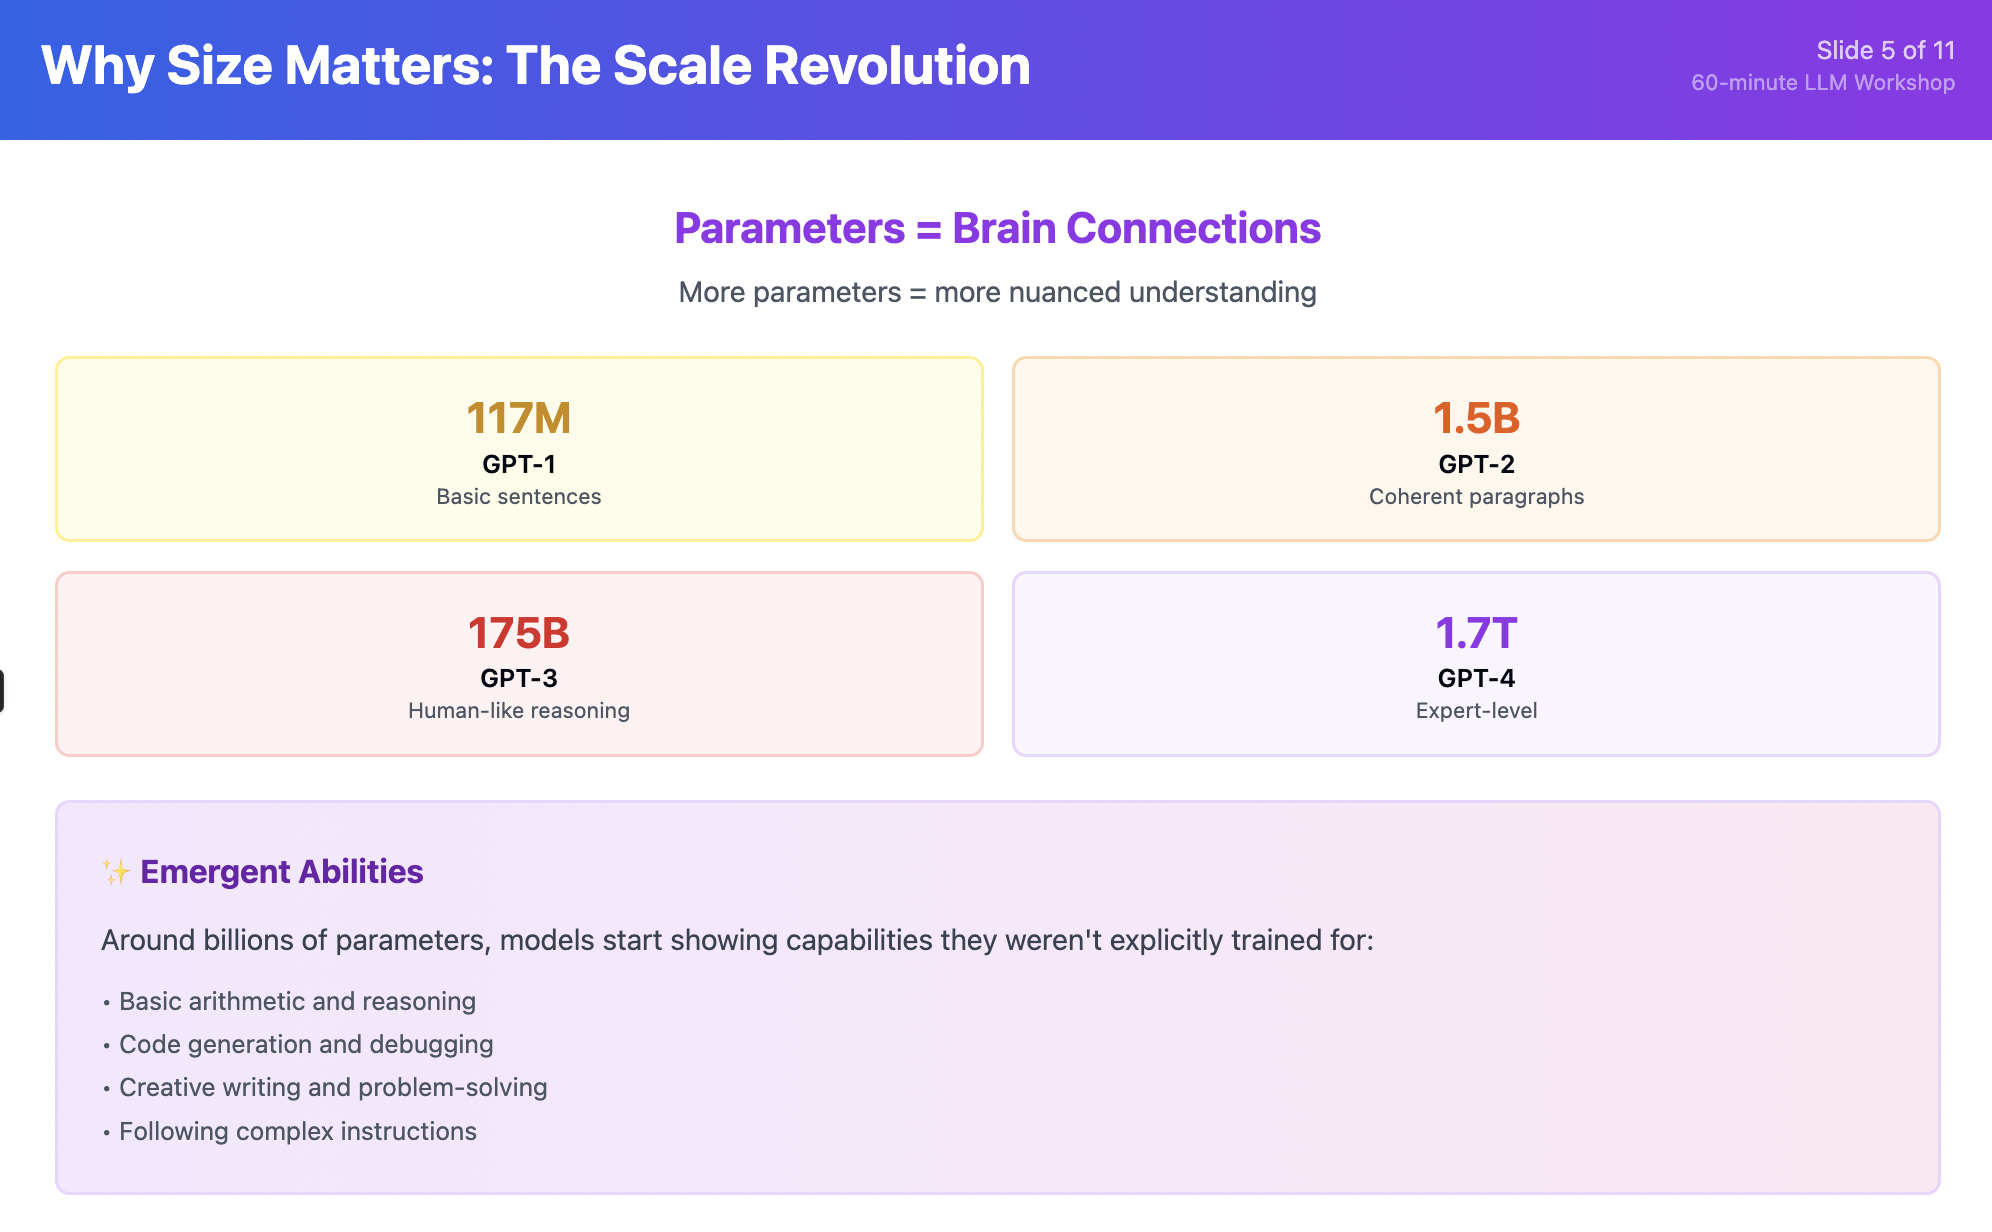 Why Size Matters: The Scale Revolution
Slide 5 of 11
60-minute LLM Workshop
Parameters = Brain Connections
More parameters = more nuanced understanding
117M
GPT-1
Basic sentences
1.5B
GPT-2
Coherent paragraphs
175B
GPT-3
Human-like reasoning
1.7T
GPT-4
Expert-level
✨ Emergent Abilities
Around billions of parameters, models start showing capabilities they weren't explicitly trained for:
• Basic arithmetic and reasoning
• Code generation and debugging
• Creative writing and problem-solving
• Following complex instructions